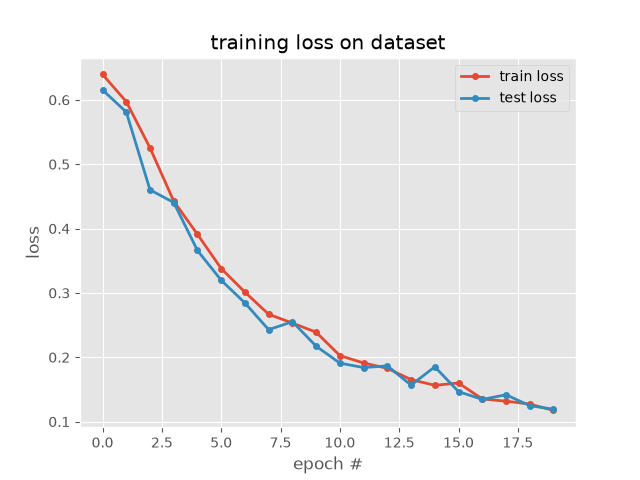 training loss on dataset
train loss
test loss
0.6
0.5
0.4
0.3
0.2
0.1
loss
0.0 2.5 5.0 7.5 10.0 12.5 15.0 17.5
epoch #